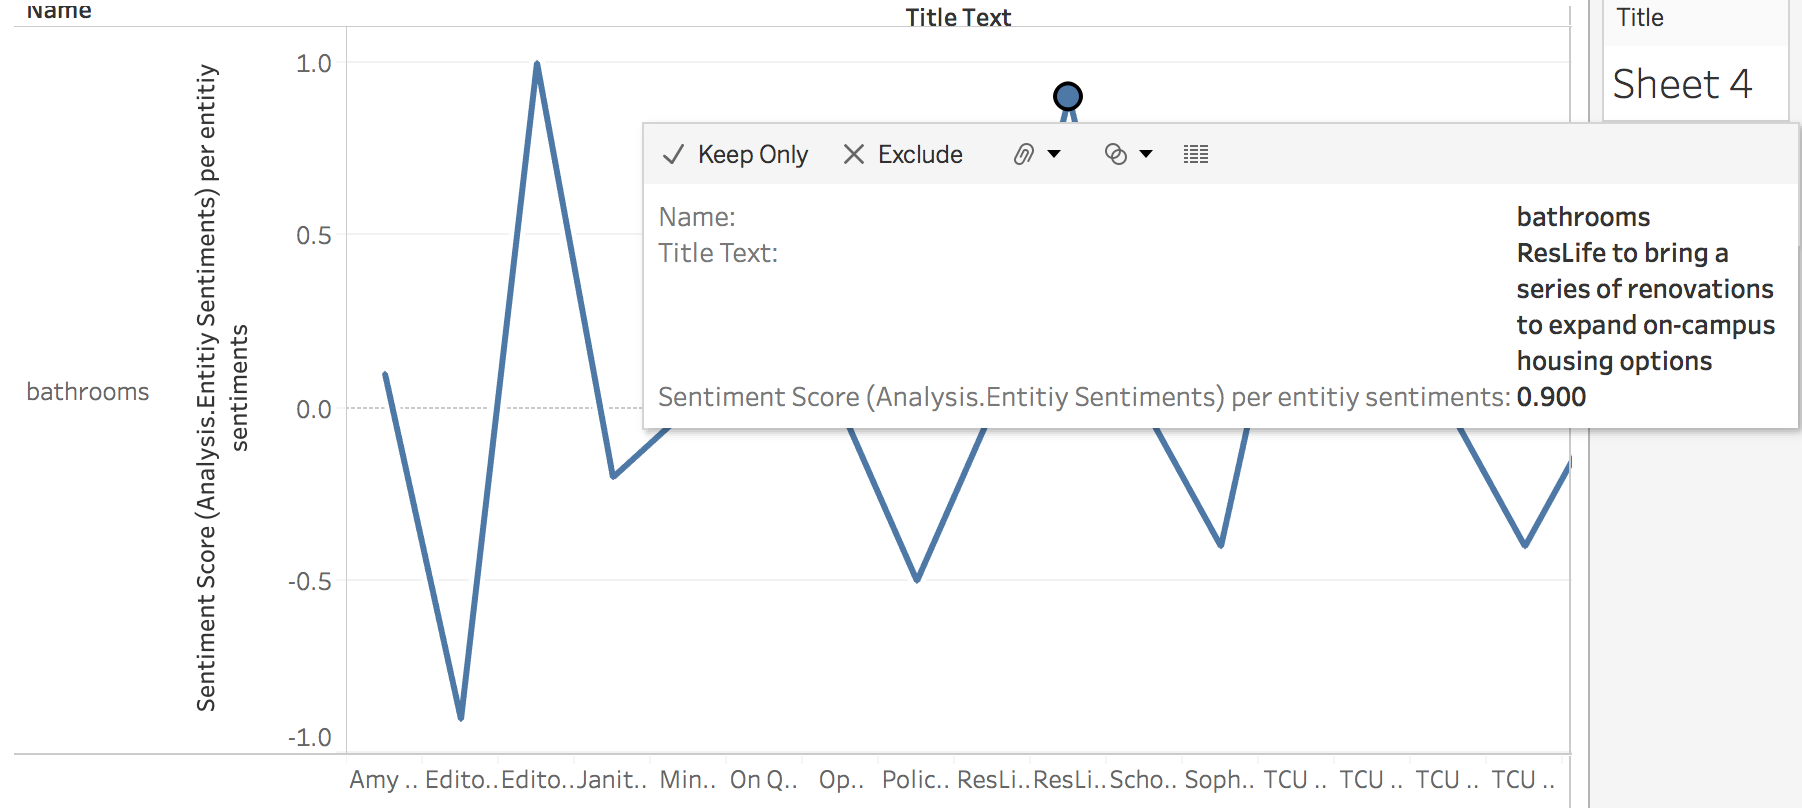 Name
Title Text
Title
Sheet 4
1.0
0.5
0.0
-0.5
-1.0
Sentiment Score (Analysis.Entitiy Sentiments) per entitiy
sentiments
bathrooms
Keep Only
Exclude
Name: bathrooms
Title Text: ResLife to bring a
series of renovations
to expand on-campus
housing options
Sentiment Score (Analysis.Entitiy Sentiments) per entitiy sentiments: 0.900
Amy .. Edito.. Edito.. Janit.. Min.. On Q.. Op.. Polic.. ResLi.. ResLi.. Scho.. Soph.. TCU .. TCU .. TCU .. TCU ..